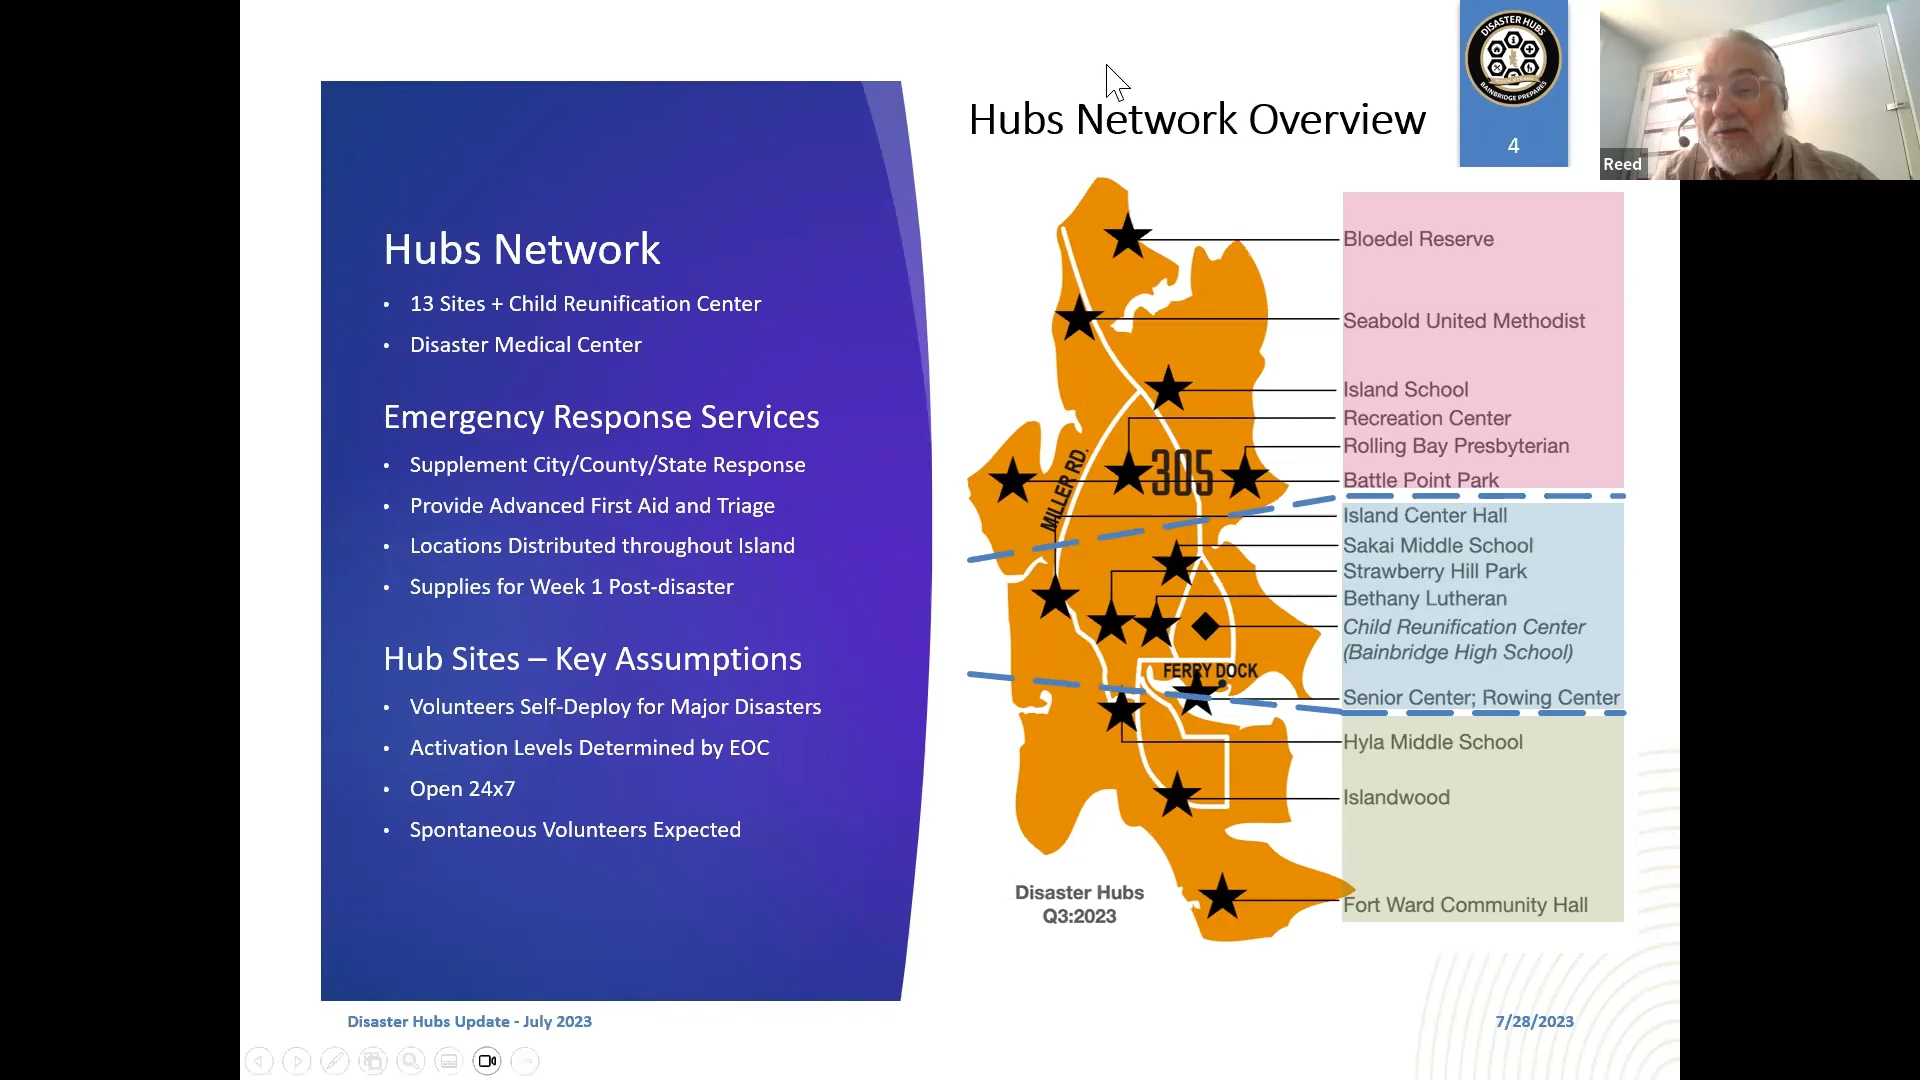 Hubs Network Overview
DISASTER HUBS
BAINBRIDGE PREPARES
4
Reed
Hubs Network
• 13 Sites + Child Reunification Center
• Disaster Medical Center
Emergency Response Services
• Supplement City/County/State Response
• Provide Advanced First Aid and Triage
• Locations Distributed throughout Island
• Supplies for Week 1 Post-disaster
Hub Sites – Key Assumptions
• Volunteers Self-Deploy for Major Disasters
• Activation Levels Determined by EOC
• Open 24x7
• Spontaneous Volunteers Expected
Bloedel Reserve
Seabold United Methodist
Island School
Recreation Center
Rolling Bay Presbyterian
Battle Point Park
Island Center Hall
Sakai Middle School
Strawberry Hill Park
Bethany Lutheran
Child Reunification Center
(Bainbridge High School)
Senior Center; Rowing Center
Hyla Middle School
Islandwood
Fort Ward Community Hall
305
MILLER RD.
FERRY DOCK
Disaster Hubs
Q3:2023
Disaster Hubs Update - July 2023
7/28/2023